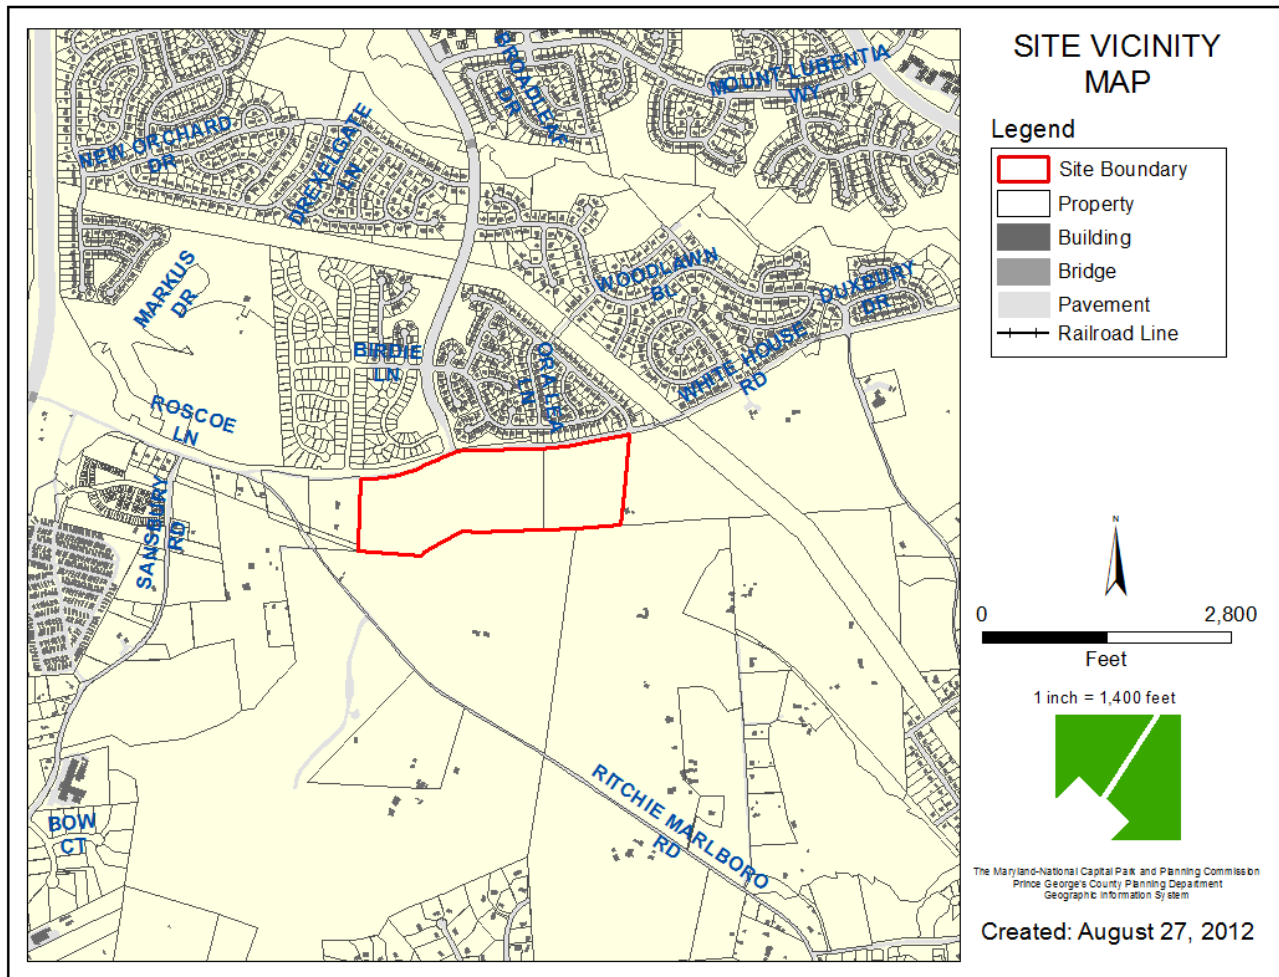 SITE VICINITY
MAP
Legend
Site Boundary
Property
Building
Bridge
Pavement
Railroad Line
N
0 2,800
Feet
1 inch = 1,400 feet
The Maryland-National Capital Park and Planning Commission
Prince George's County Planning Department
Geographic Information System
Created: August 27, 2012
BROADLEAF
DR
MOUNT LUBENTIA
WY
NEW ORCHARD
DR
DREXELGATE
LN
MARKUS
DR
WOODLAWN
BL
DUXBURY
DR
BIRDIE
LN
ORA LEA
LN
WHITE HOUSE
RD
ROSCOE
LN
SANSBURY
RD
BOW
CT
RITCHIE MARLBORO
RD